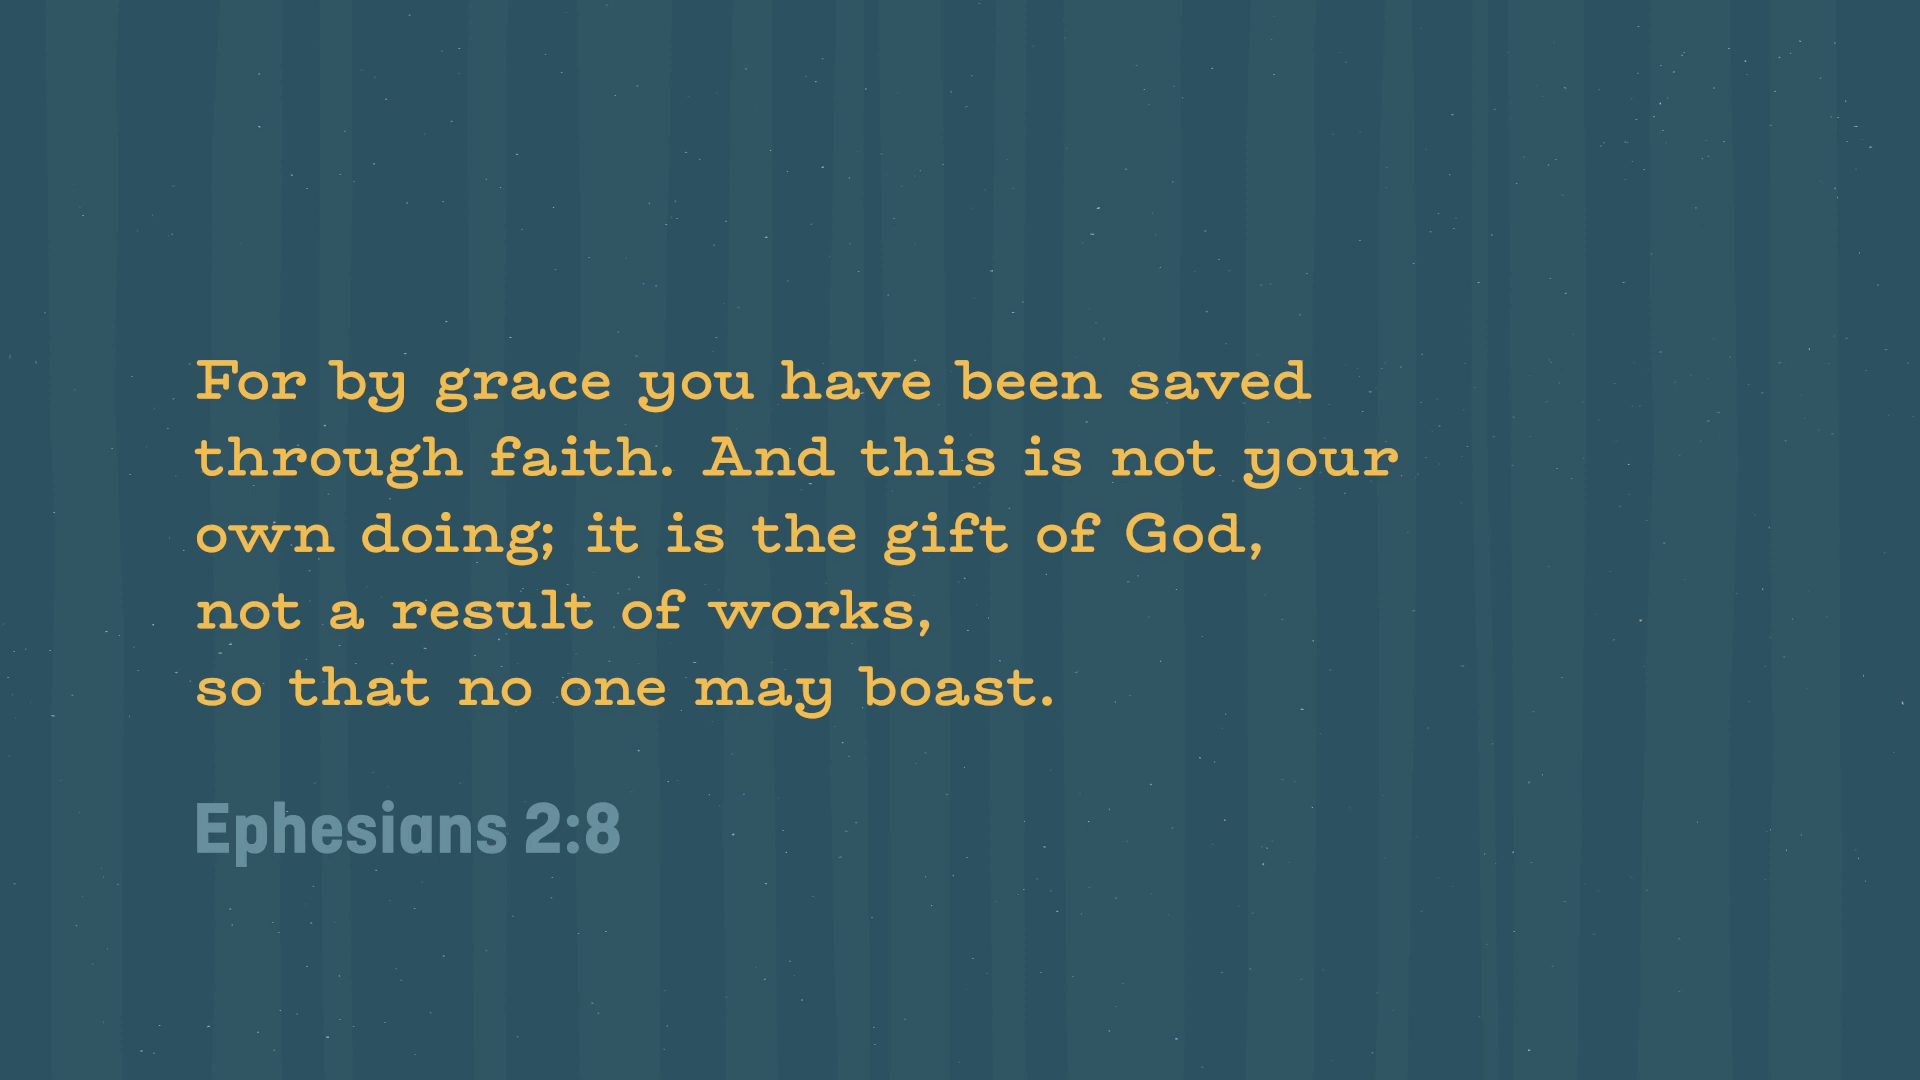 For by grace you have been saved
through faith. And this is not your
own doing; it is the gift of God,
not a result of works,
so that no one may boast.
Ephesians 2:8